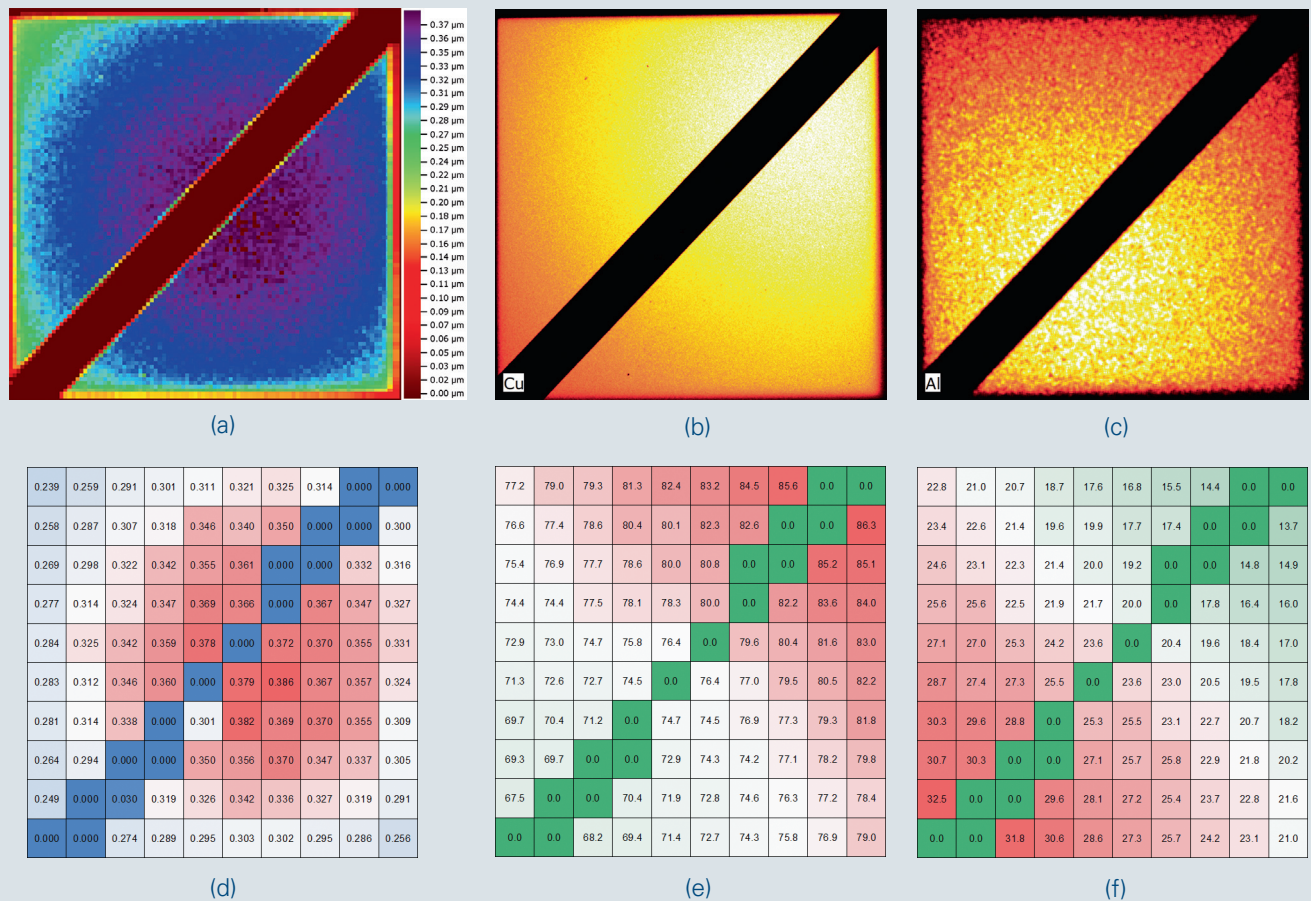 0.37 µm
0.36 µm
0.35 µm
0.33 µm
0.32 µm
0.31 µm
0.29 µm
0.28 µm
0.27 µm
0.25 µm
0.24 µm
0.22 µm
0.21 µm
0.20 µm
0.18 µm
0.17 µm
0.16 µm
0.14 µm
0.13 µm
0.11 µm
0.10 µm
0.09 µm
0.07 µm
0.06 µm
0.05 µm
0.03 µm
0.02 µm
0.00 µm
Cu
Al
(a)
(b)
(c)
0.239 0.259 0.291 0.301 0.311 0.321 0.325 0.314 0.000 0.000
0.258 0.287 0.307 0.318 0.346 0.340 0.350 0.000 0.000 0.300
0.269 0.298 0.322 0.342 0.355 0.361 0.000 0.000 0.332 0.316
0.277 0.314 0.324 0.347 0.369 0.366 0.000 0.367 0.347 0.327
0.284 0.325 0.342 0.359 0.378 0.000 0.372 0.370 0.355 0.331
0.283 0.312 0.346 0.360 0.000 0.379 0.386 0.367 0.357 0.324
0.281 0.314 0.338 0.000 0.301 0.382 0.369 0.370 0.355 0.309
0.264 0.294 0.000 0.000 0.350 0.356 0.370 0.347 0.337 0.305
0.249 0.000 0.030 0.319 0.326 0.342 0.336 0.327 0.319 0.291
0.000 0.000 0.274 0.289 0.295 0.303 0.302 0.295 0.286 0.256
77.2 79.0 79.3 81.3 82.4 83.2 84.5 85.6 0.0 0.0
76.6 77.4 78.6 80.4 80.1 82.3 82.6 0.0 0.0 86.3
75.4 76.9 77.7 78.6 80.0 80.8 0.0 0.0 85.2 85.1
74.4 74.4 77.5 78.1 78.3 80.0 0.0 82.2 83.6 84.0
72.9 73.0 74.7 75.8 76.4 0.0 79.6 80.4 81.6 83.0
71.3 72.6 72.7 74.5 0.0 76.4 77.0 79.5 80.5 82.2
69.7 70.4 71.2 0.0 74.7 74.5 76.9 77.3 79.3 81.8
69.3 69.7 0.0 0.0 72.9 74.3 74.2 77.1 78.2 79.8
67.5 0.0 0.0 70.4 71.9 72.8 74.6 76.3 77.2 78.4
0.0 0.0 68.2 69.4 71.4 72.7 74.3 75.8 76.9 79.0
22.8 21.0 20.7 18.7 17.6 16.8 15.5 14.4 0.0 0.0
23.4 22.6 21.4 19.6 19.9 17.7 17.4 0.0 0.0 13.7
24.6 23.1 22.3 21.4 20.0 19.2 0.0 0.0 14.8 14.9
25.6 25.6 22.5 21.9 21.7 20.0 0.0 17.8 16.4 16.0
27.1 27.0 25.3 24.2 23.6 0.0 20.4 19.6 18.4 17.0
28.7 27.4 27.3 25.5 0.0 23.6 23.0 20.5 19.5 17.8
30.3 29.6 28.8 0.0 25.3 25.5 23.1 22.7 20.7 18.2
30.7 30.3 0.0 0.0 27.1 25.7 25.8 22.9 21.8 20.2
32.5 0.0 0.0 29.6 28.1 27.2 25.4 23.7 22.8 21.6
0.0 0.0 31.8 30.6 28.6 27.3 25.7 24.2 23.1 21.0
(d)
(e)
(f)